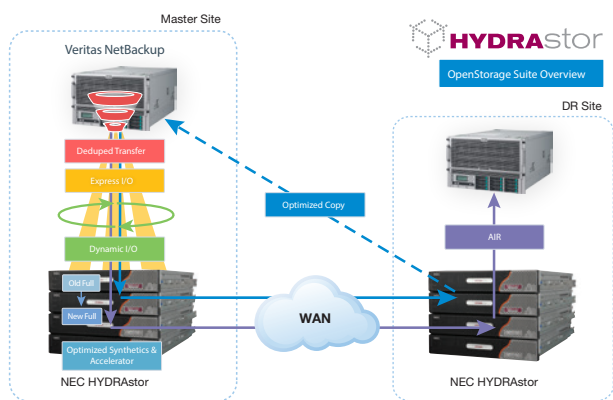 Master Site
HYDRAstor
Veritas NetBackup
OpenStorage Suite Overview
DR Site
Deduped Transfer
Express I/O
Optimized Copy
AIR
Dynamic I/O
Old Full
New Full
WAN
Optimized Synthetics &
Accelerator
NEC HYDRAstor
NEC HYDRAstor